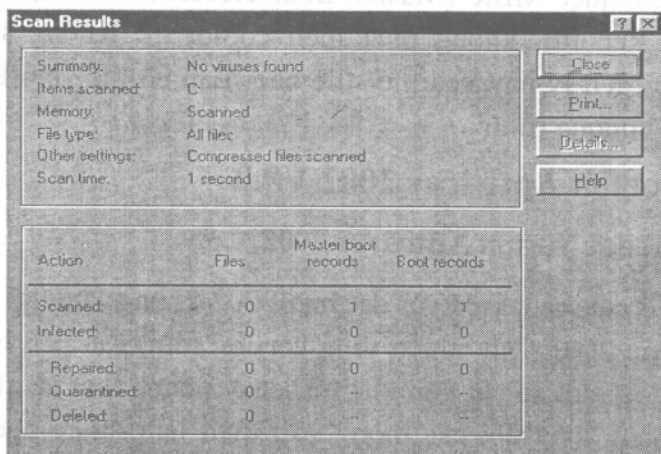 Scan Results
Summary: No viruses found
Items scanned: C:
Memory: Scanned
File type: All files
Other settings: Compressed files scanned
Scan time: 1 second
Close
Print...
Details...
Help
Action Files Master boot records Boot records
Scanned: 0 1 1
Infected: 0 0 0
Repaired: 0 0 0
Quarantined: 0 -- --
Deleted: 0 -- --